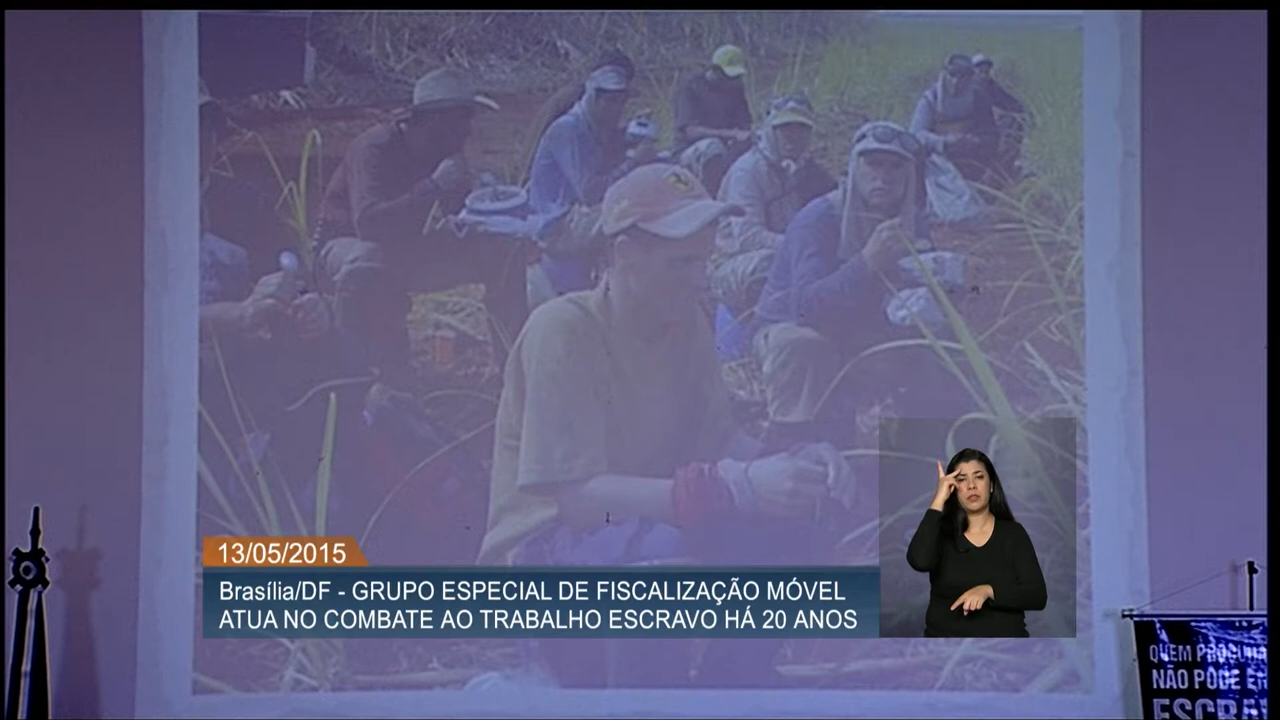 13/05/2015
Brasília/DF - GRUPO ESPECIAL DE FISCALIZAÇÃO MÓVEL
ATUA NO COMBATE AO TRABALHO ESCRAVO HÁ 20 ANOS
QUEM
NÃO PODE